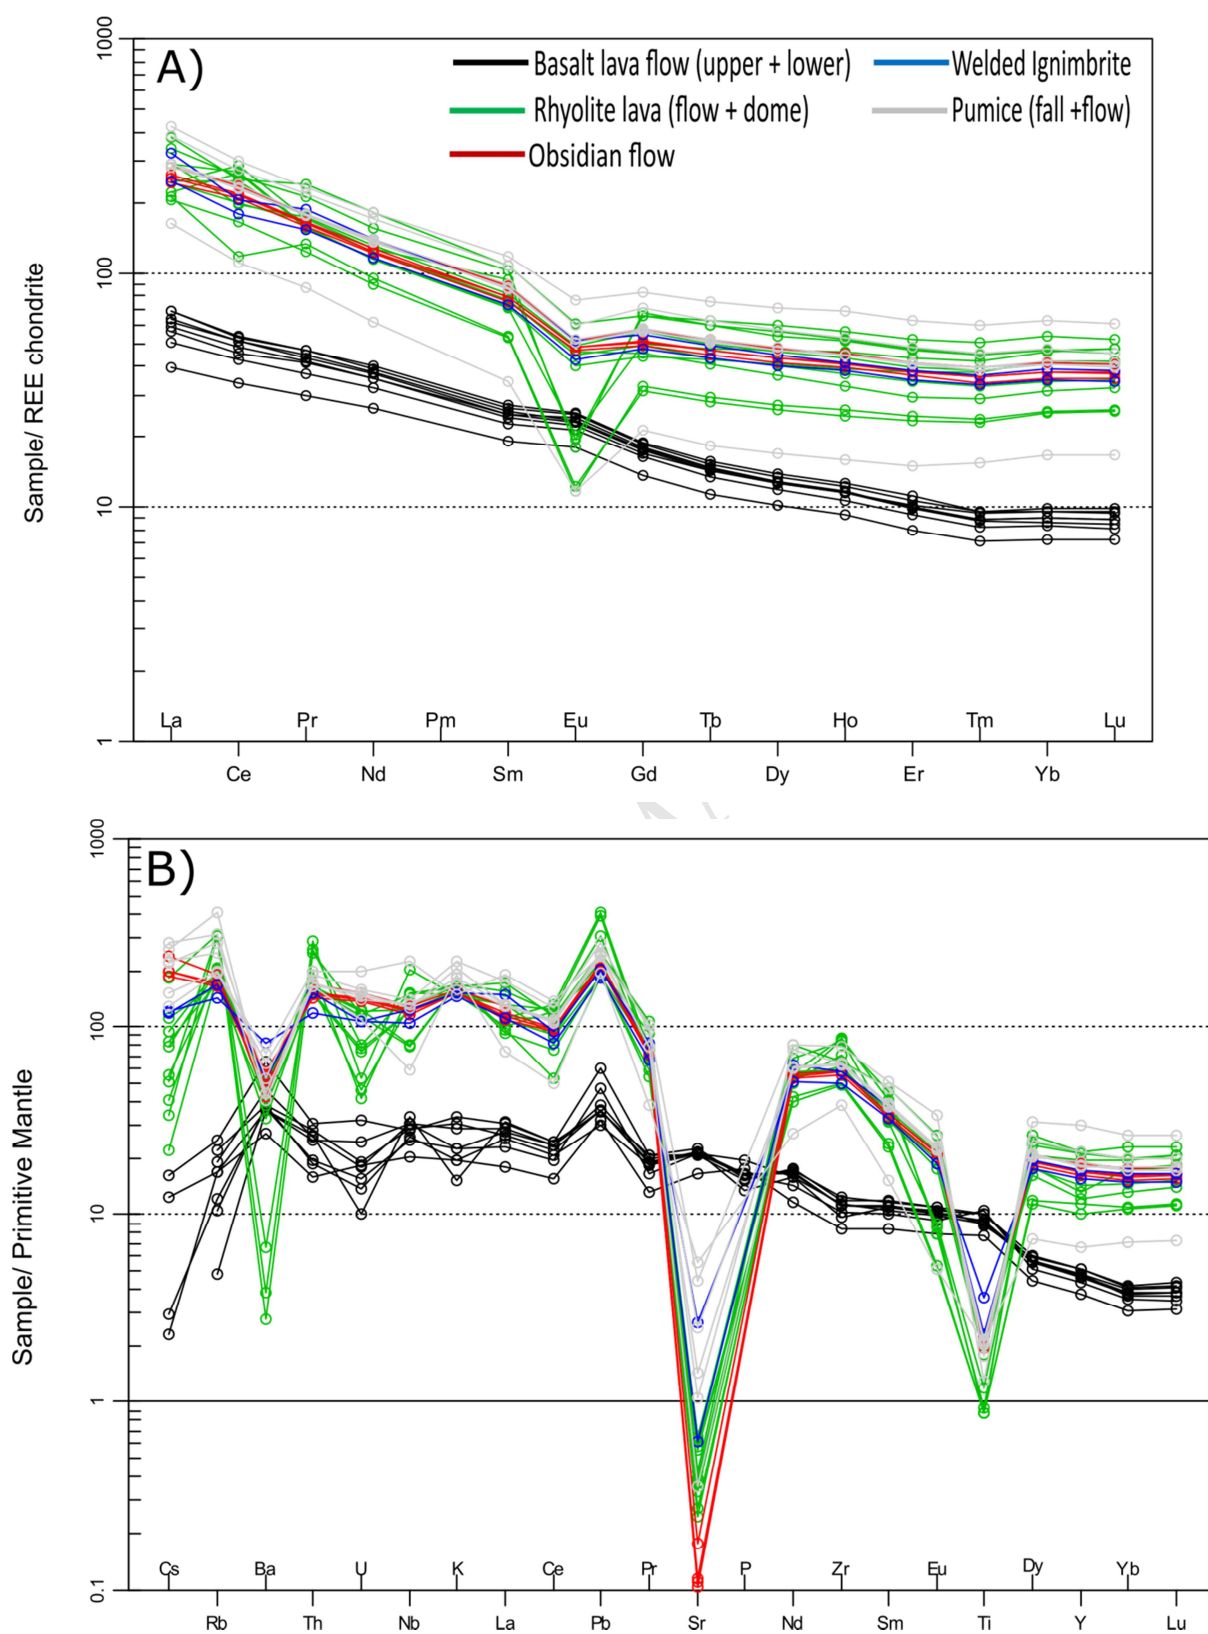 A)
Basalt lava flow (upper + lower)
Welded Ignimbrite
Rhyolite lava (flow + dome)
Pumice (fall +flow)
Obsidian flow
Sample/ REE chondrite
1000
100
10
1
La Pr Pm Eu Tb Ho Tm Lu
Ce Nd Sm Gd Dy Er Yb
B)
Sample/ Primitive Mantle
1000
100
10
1
0.1
Cs Ba U K Ce Pr P Zr Eu Dy Yb
Rb Th Nb La Pb Sr Nd Sm Ti Y Lu